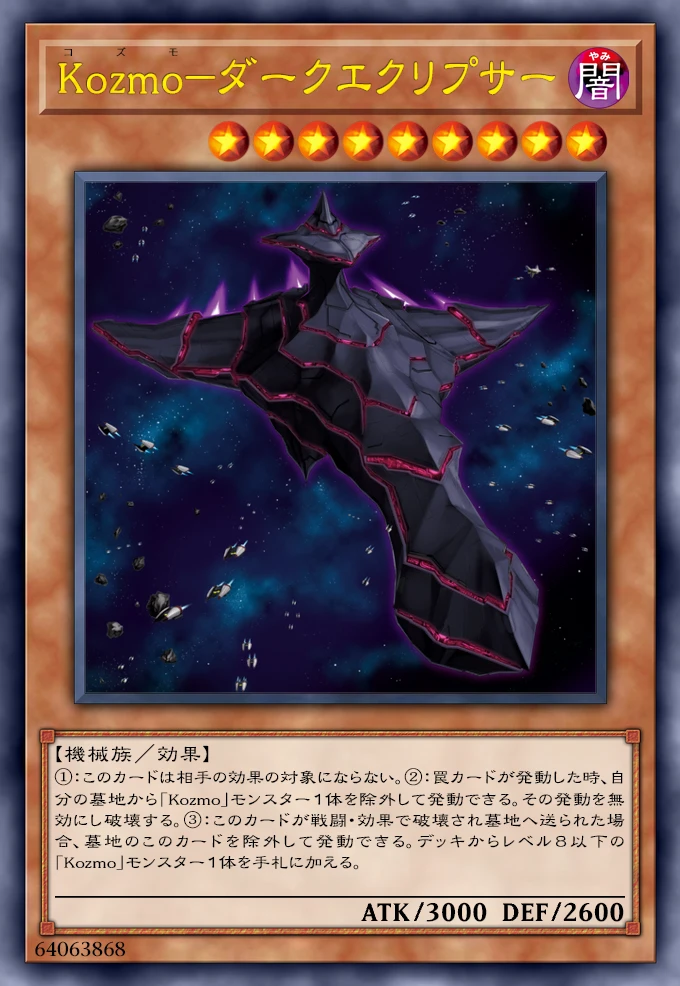 コズモ
Kozmo－ダークエクリプサー
やみ
闇
【機械族／効果】
①：このカードは相手の効果の対象にならない。②：罠カードが発動した時、自
分の墓地から「Kozmo」モンスター１体を除外して発動できる。その発動を無
効にし破壊する。③：このカードが戦闘・効果で破壊され墓地へ送られた場
合、墓地のこのカードを除外して発動できる。デッキからレベル８以下の
「Kozmo」モンスター１体を手札に加える。
ATK/3000 DEF/2600
64063868